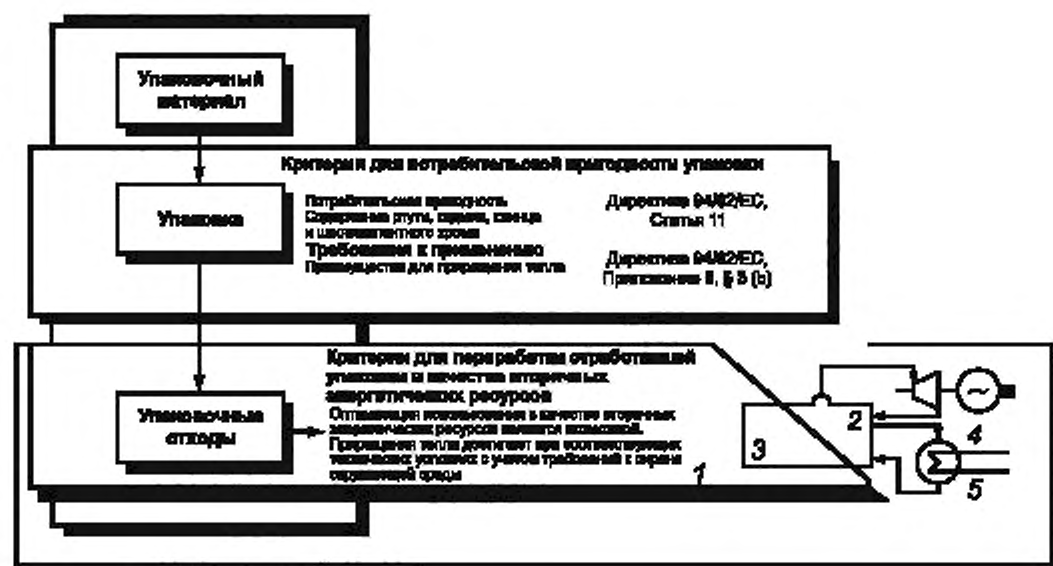 Упаковочный
материал
Критерии для потребительской пригодности упаковки
Упаковка
Потребительская пригодность
Содержание ртути, кадмия, свинца
и шестивалентного хрома
Требования к применению
Преимущества для приращения тепла
Директива 94/62/ЕС,
Статья 11
Директива 94/62/ЕС,
Приложение II, § 3 (b)
Критерии для переработки отработавшей
упаковки в качестве вторичных
энергетических ресурсов
Упаковочные
отходы
Оптимизация использования в качестве вторичных
энергетических ресурсов является возможной.
Приращения тепла достигают при соответствующих
технических условиях с учетом требований к охране
окружающей среды
1
2
3
4
5